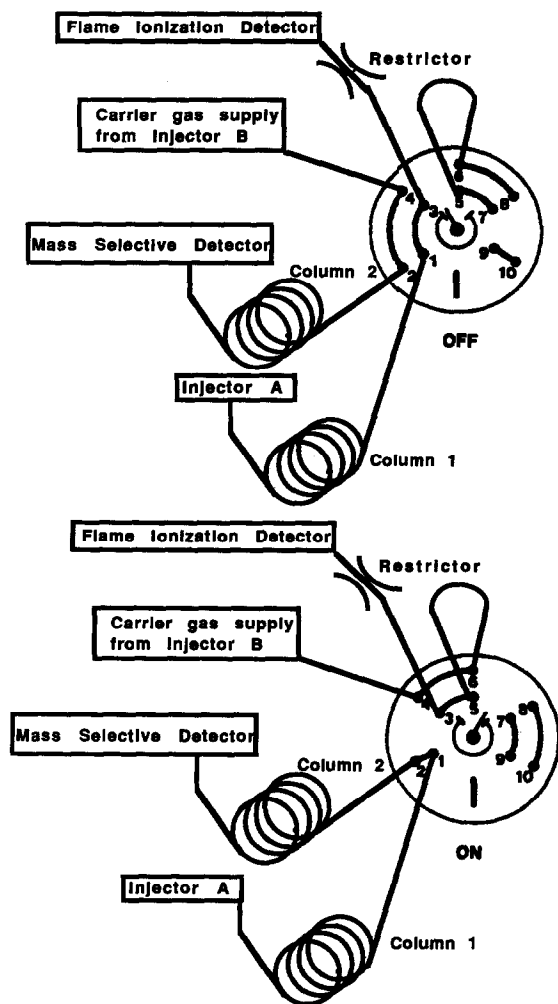 Flame Ionization Detector
Restrictor
Carrier gas supply
from Injector B
6
5
8
4
3
7
Mass Selective Detector
1
2
9
10
Column 2
OFF
Injector A
Column 1
Flame Ionization Detector
Restrictor
Carrier gas supply
from Injector B
6
5
4
3
7
8
Mass Selective Detector
Column 2
1
2
9
10
ON
Injector A
Column 1